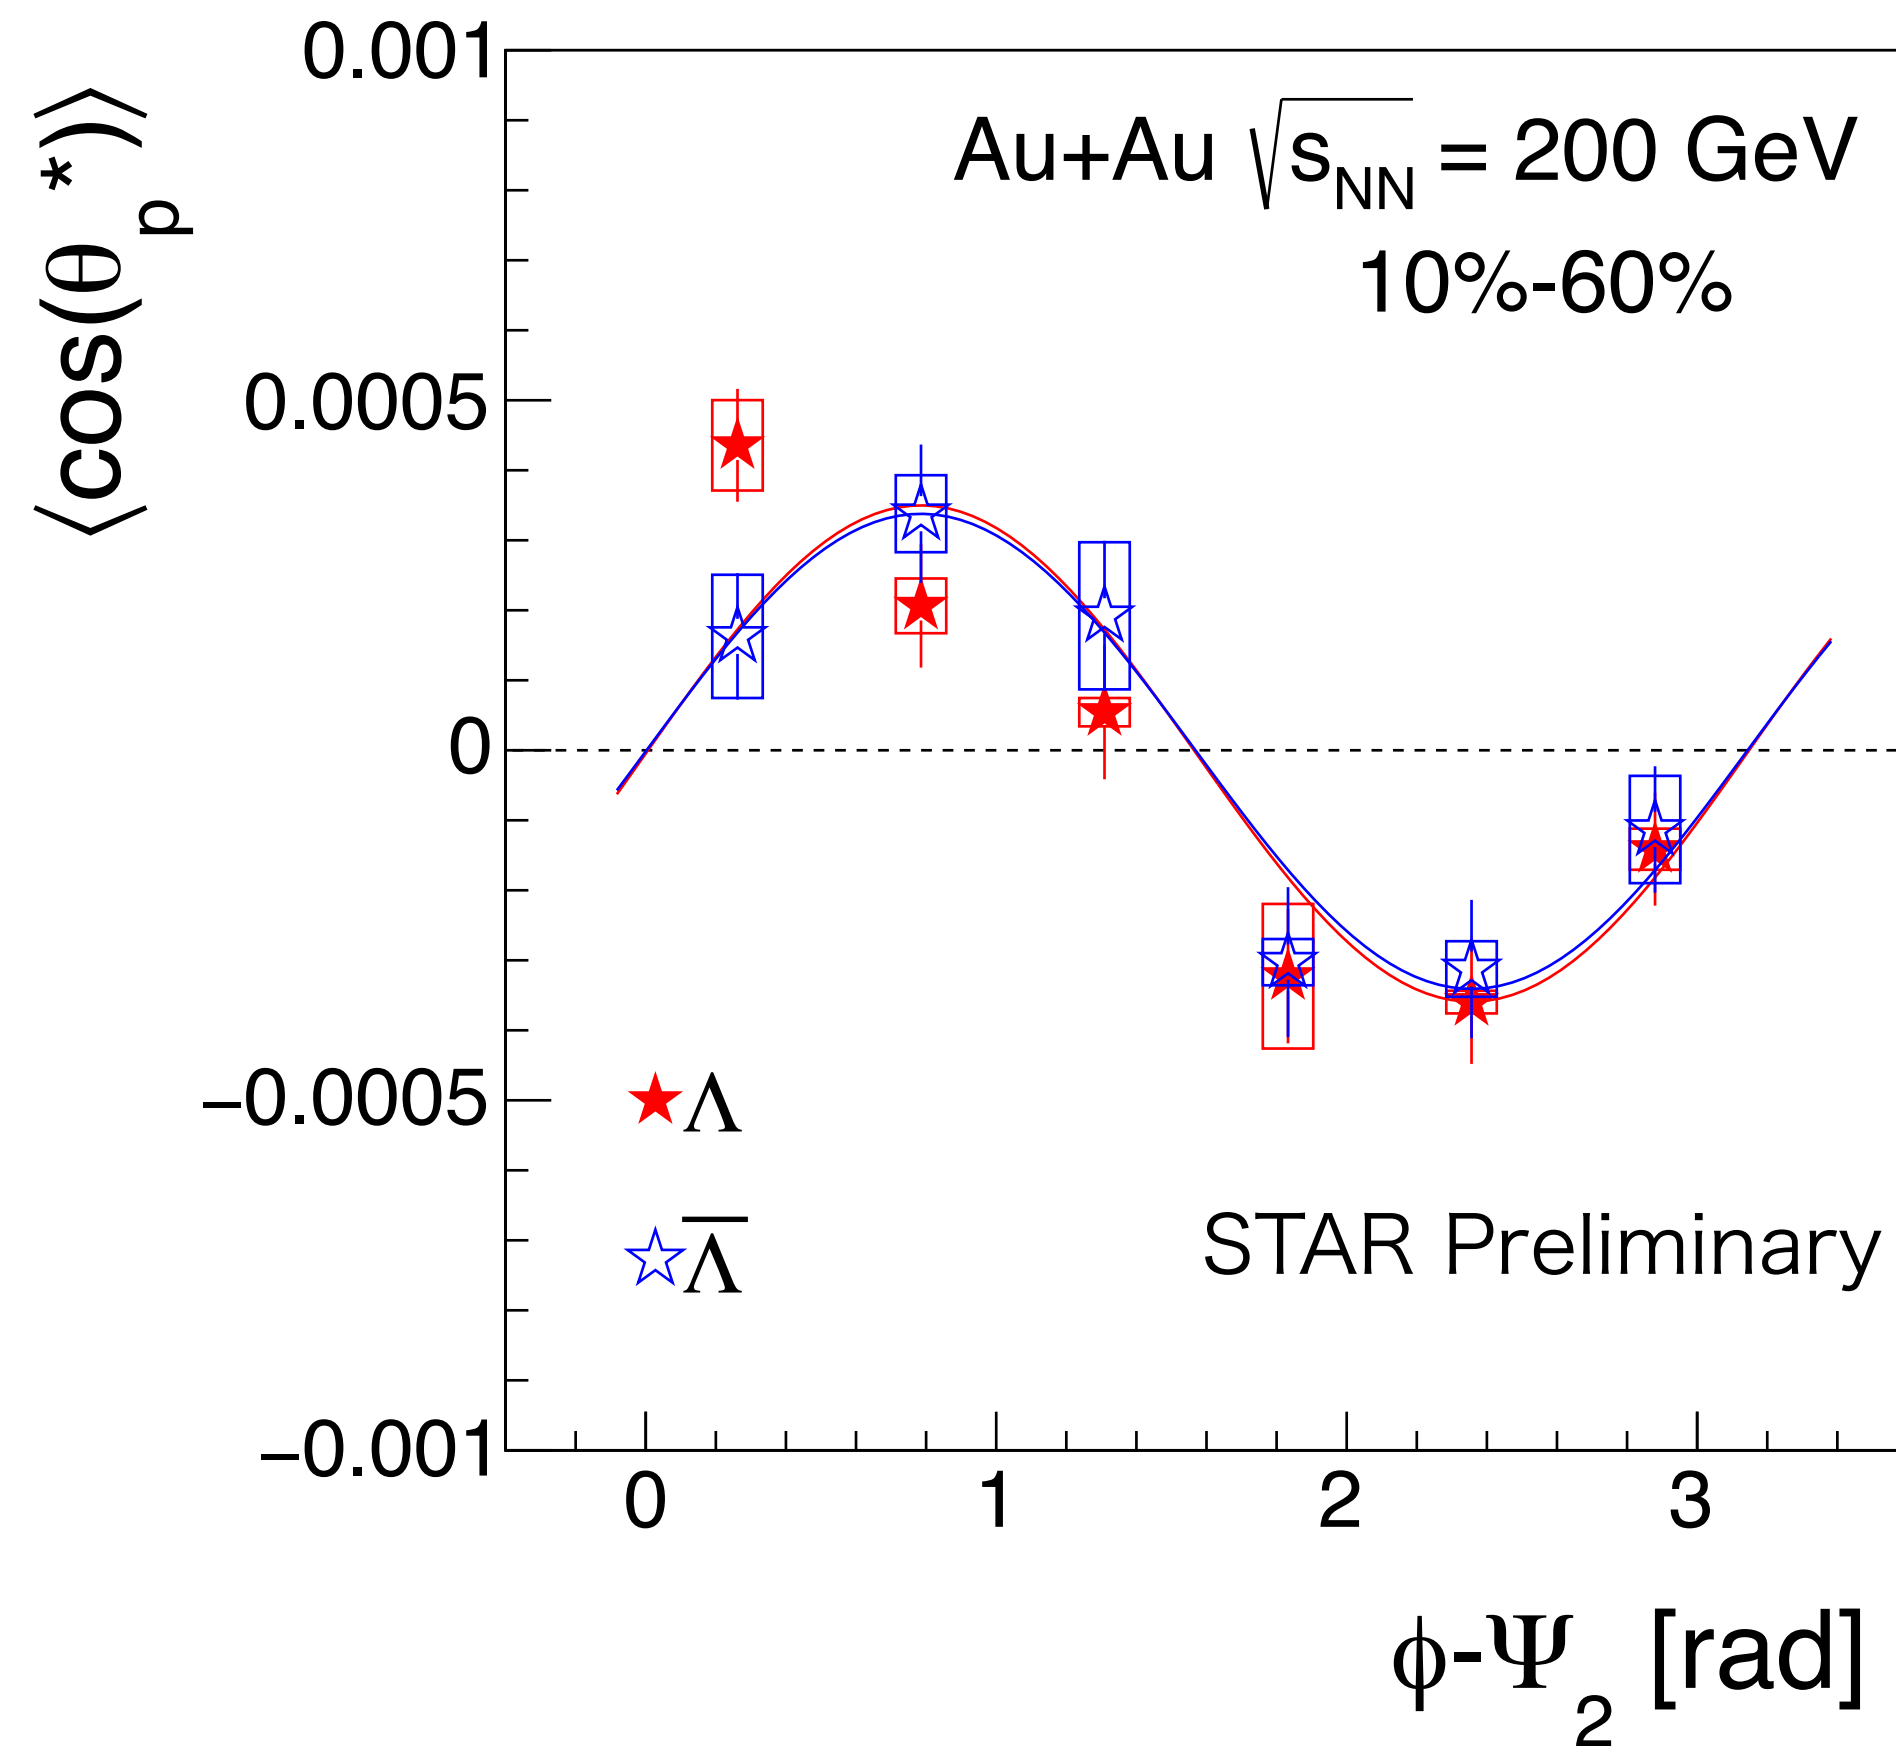 ⟨cos(θp*)⟩
0.001
0.0005
0
−0.0005
−0.001
Au+Au √sNN = 200 GeV
10%-60%
Λ
Λ̅
STAR Preliminary
0 1 2 3
ϕ-Ψ2 [rad]